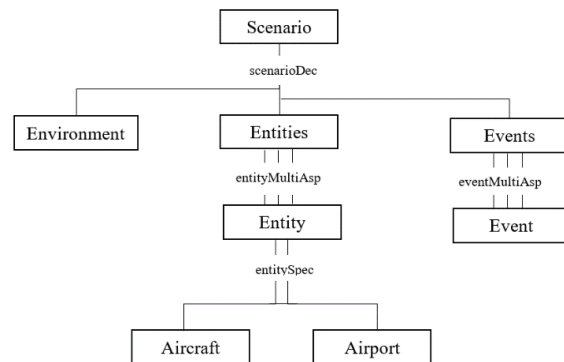 Scenario
scenarioDec
Environment
Entities
Events
entityMultiAsp
eventMultiAsp
Entity
Event
entitySpec
Aircraft
Airport